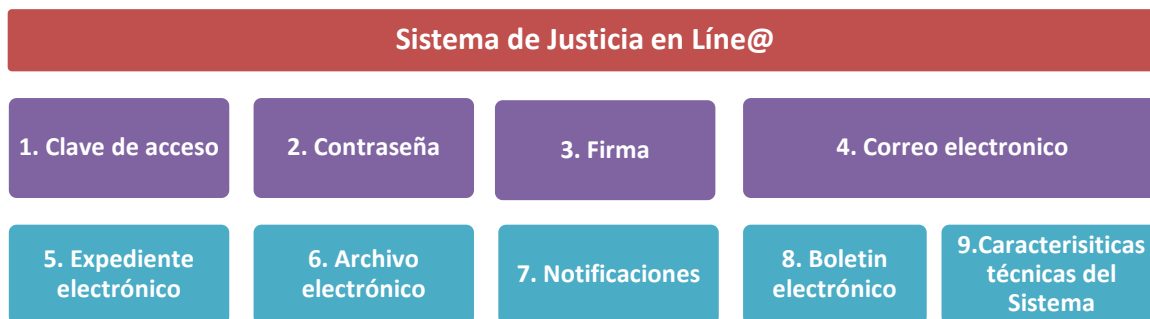 Sistema de Justicia en Líne@
1. Clave de acceso
2. Contraseña
3. Firma
4. Correo electronico
5. Expediente
electrónico
6. Archivo
electrónico
7. Notificaciones
8. Boletin
electrónico
9.Caracterisiticas
técnicas del
Sistema